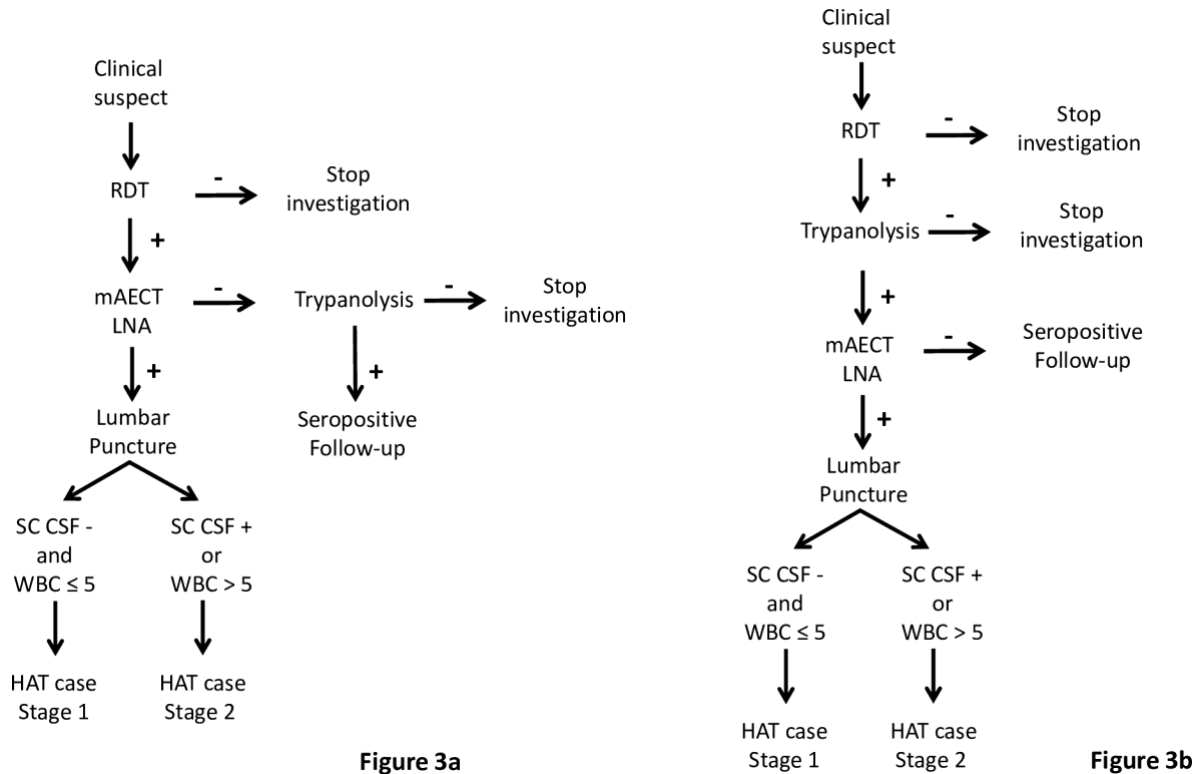 Clinical
suspect
RDT
-
Stop
investigation
+
mAECT
LNA
-
Trypanolysis
-
Stop
investigation
+
+
Lumbar
Puncture
Seropositive
Follow-up
SC CSF -
and
WBC ≤ 5
SC CSF +
or
WBC > 5
HAT case
Stage 1
HAT case
Stage 2
Figure 3a
Clinical
suspect
RDT
-
Stop
investigation
+
Trypanolysis
-
Stop
investigation
+
mAECT
LNA
-
Seropositive
Follow-up
+
Lumbar
Puncture
SC CSF -
and
WBC ≤ 5
SC CSF +
or
WBC > 5
HAT case
Stage 1
HAT case
Stage 2
Figure 3b